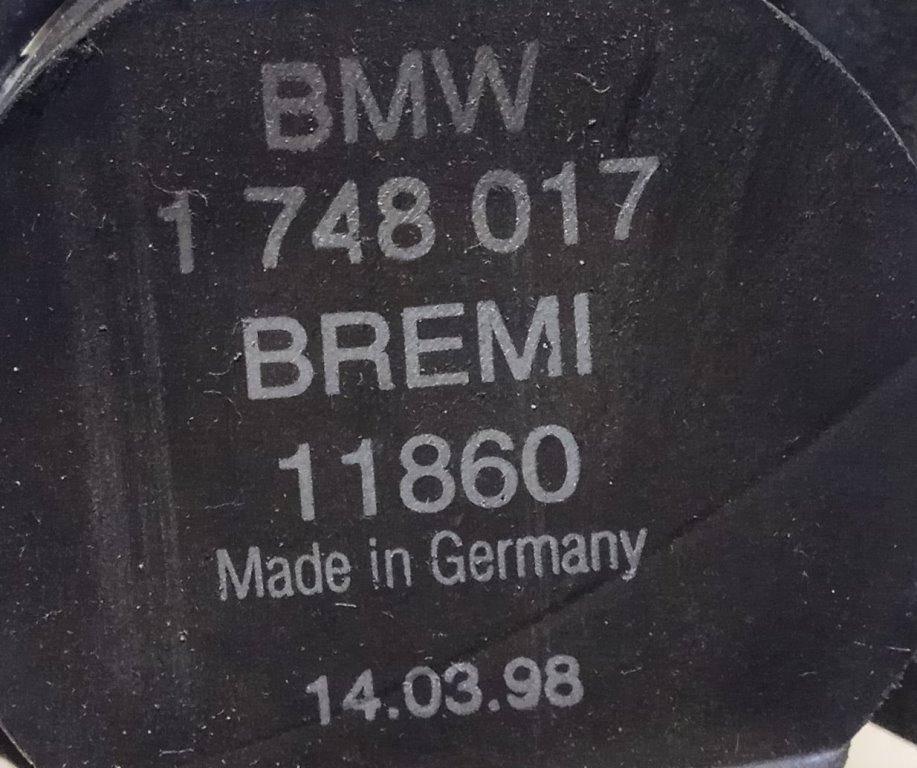 BMW
1 748 017
BREMI
11860
Made in Germany
14.03.98